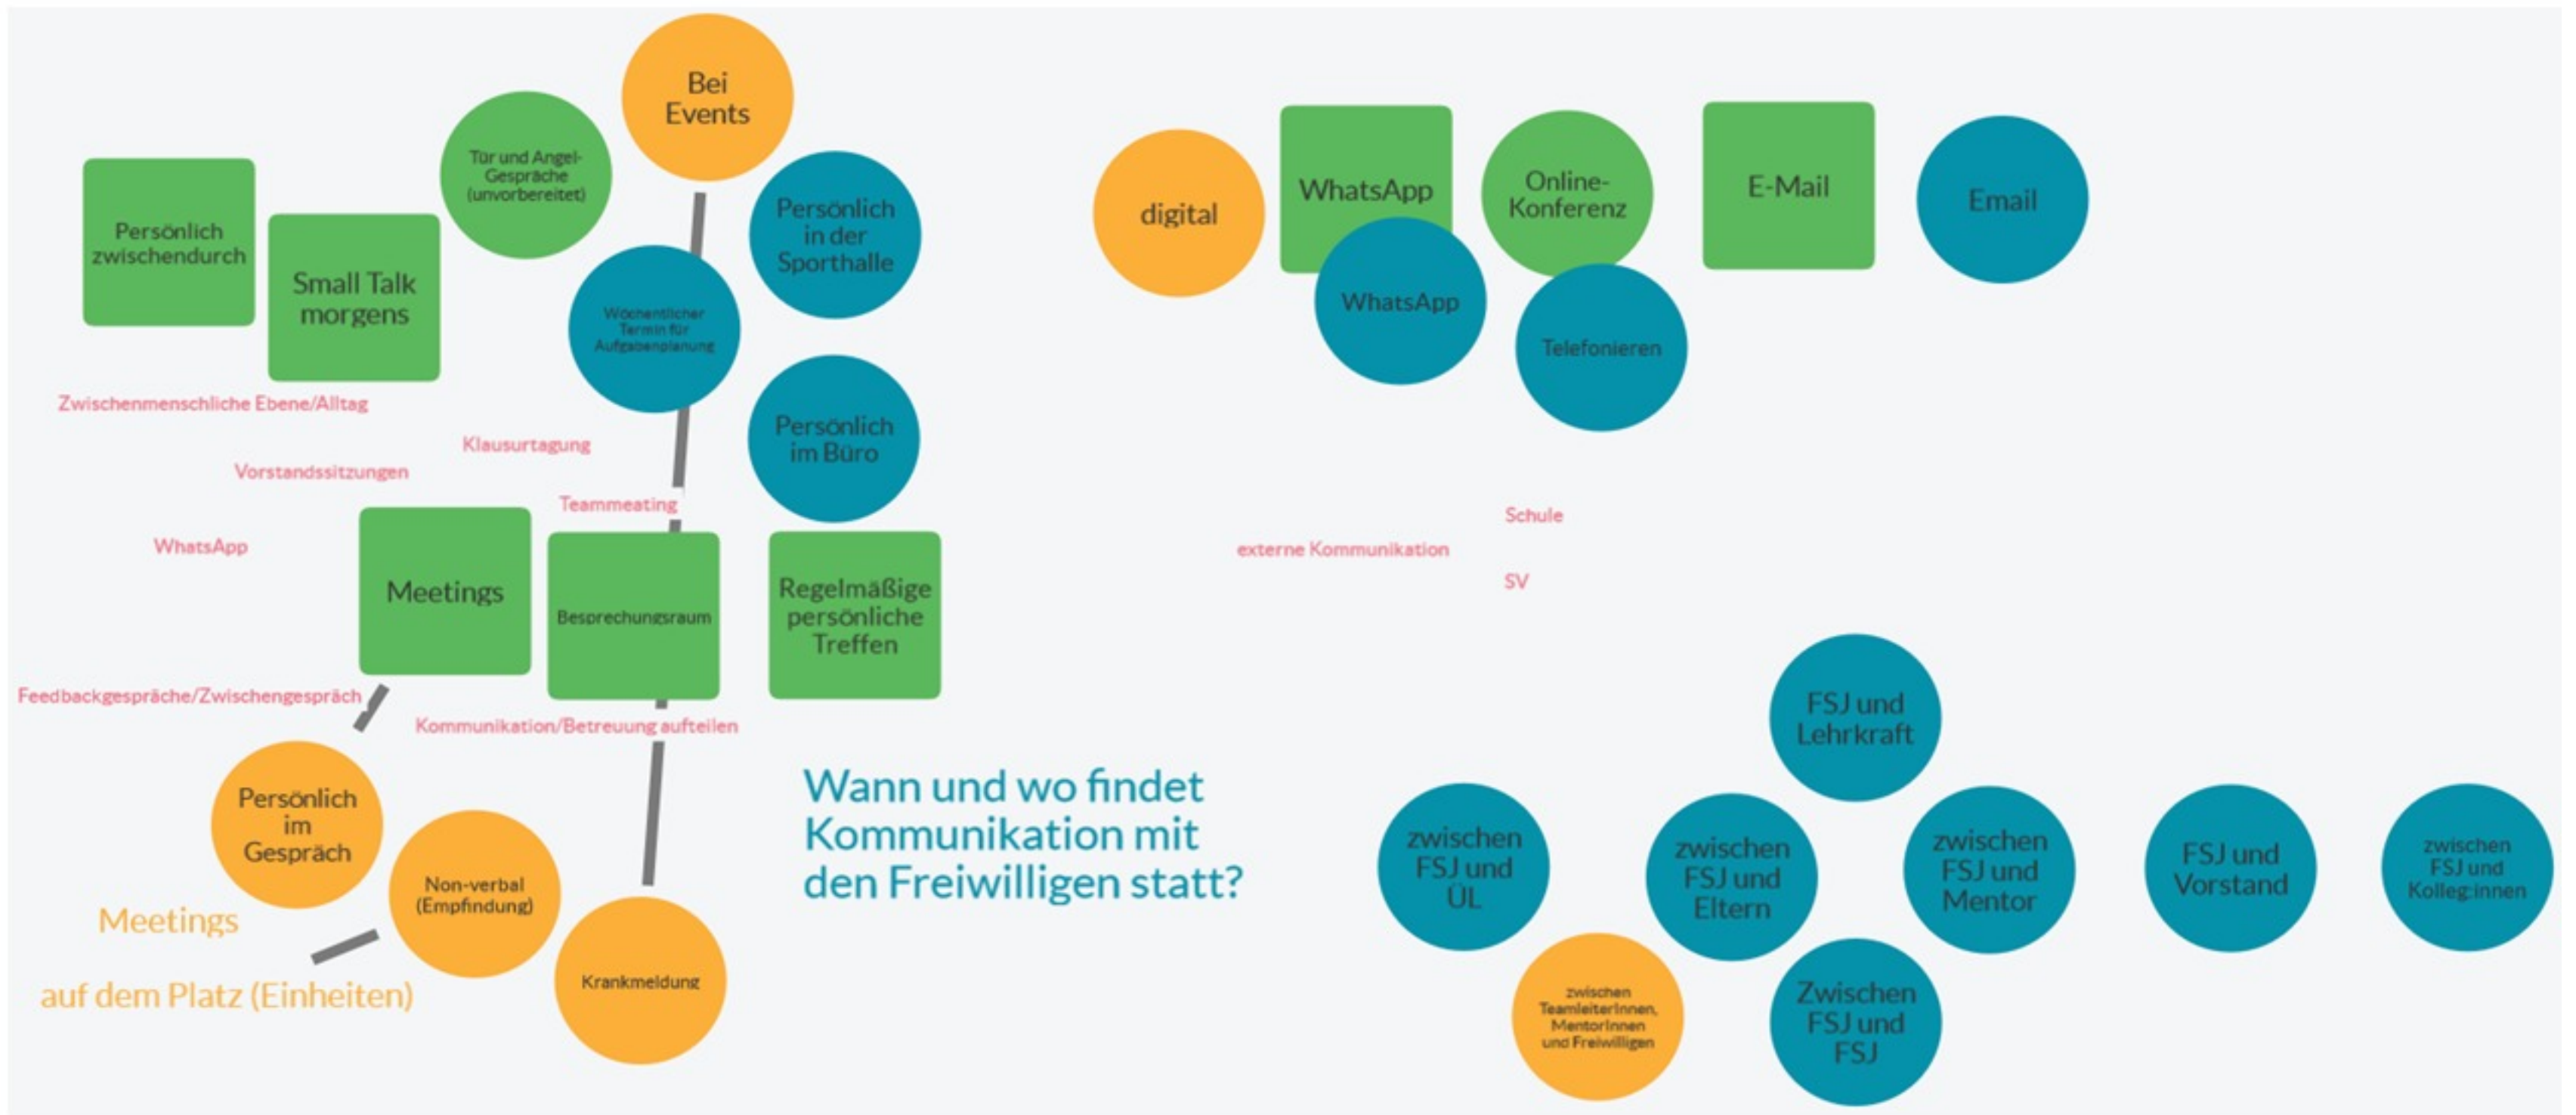 Bei
Events
Tür und Angel-
Gespräche
(unvorbereitet)
Persönlich
in der
Sporthalle
Persönlich
zwischendurch
Small Talk
morgens
Wöchentlicher
Termin für
Aufgabenplanung
Zwischenmenschliche Ebene/Alltag
Klausurtagung
Persönlich
im Büro
Vorstandssitzungen
Teammeating
WhatsApp
Meetings
Besprechungsraum
Regelmäßige
persönliche
Treffen
Feedbackgespräche/Zwischengespräch
Kommunikation/Betreuung aufteilen
Persönlich
im
Gespräch
Non-verbal
(Empfindung)
Meetings
Krankmeldung
auf dem Platz (Einheiten)
Wann und wo findet
Kommunikation mit
den Freiwilligen statt?
digital
WhatsApp
Online-
Konferenz
E-Mail
Email
WhatsApp
Telefonieren
Schule
externe Kommunikation
SV
FSJ und
Lehrkraft
zwischen
FSJ und
ÜL
zwischen
FSJ und
Eltern
zwischen
FSJ und
Mentor
FSJ und
Vorstand
zwischen
FSJ und
Kolleg:innen
zwischen
TeamleiterInnen,
MentorInnen
und Freiwilligen
Zwischen
FSJ und
FSJ